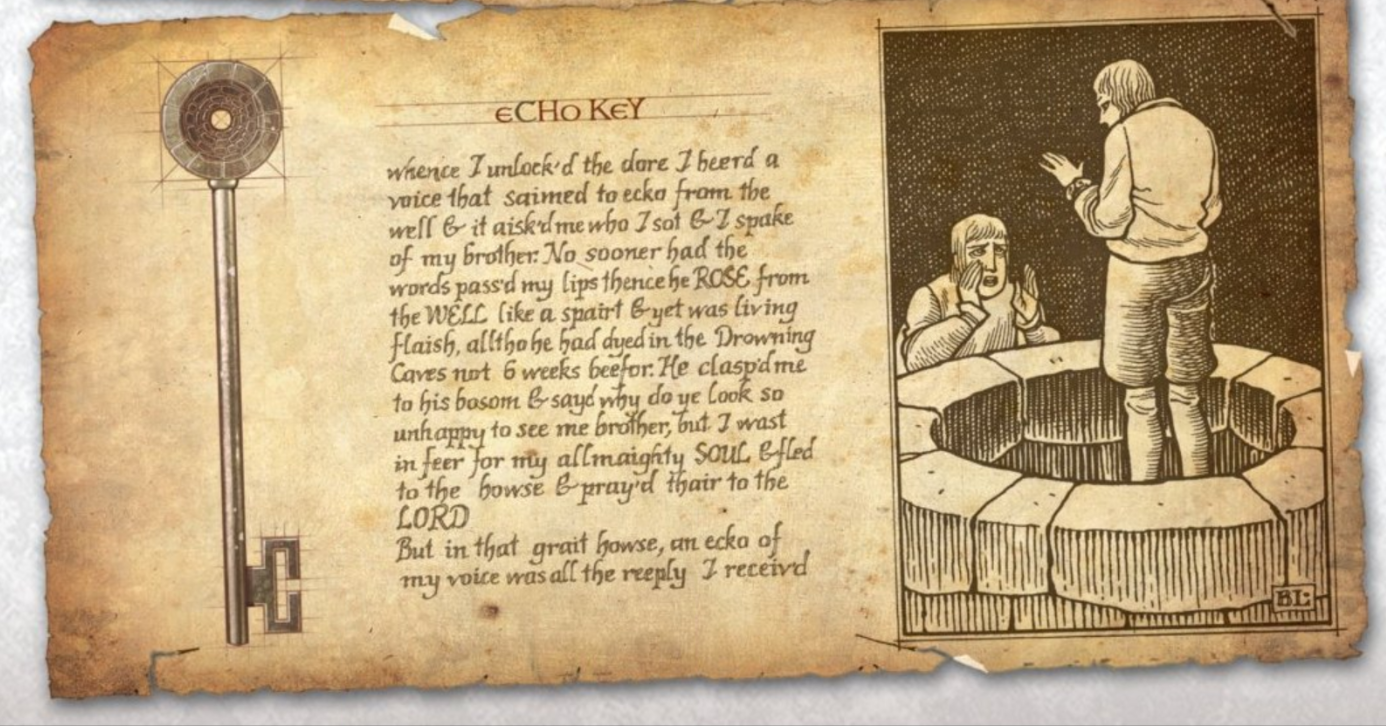 ECHO KEY
whence I unlock'd the dore I heerd a
voice that saimed to ecko from the
well & it aisk'd me who I sot & I spake
of my brother. No sooner had the
words pass'd my lips thence he ROSE from
the WELL like a spairt & yet was living
flaish, alltho he had dyed in the Drowning
Caves not 6 weeks beefor. He clasp'd me
to his bosom & sayd why do ye look so
unhappy to see me brother, but I wast
in feer for my allmaighty SOUL & fled
to the howse & pray'd thair to the
LORD
But in that grait howse, an ecko of
my voice was all the reeply I receiv'd
BL: